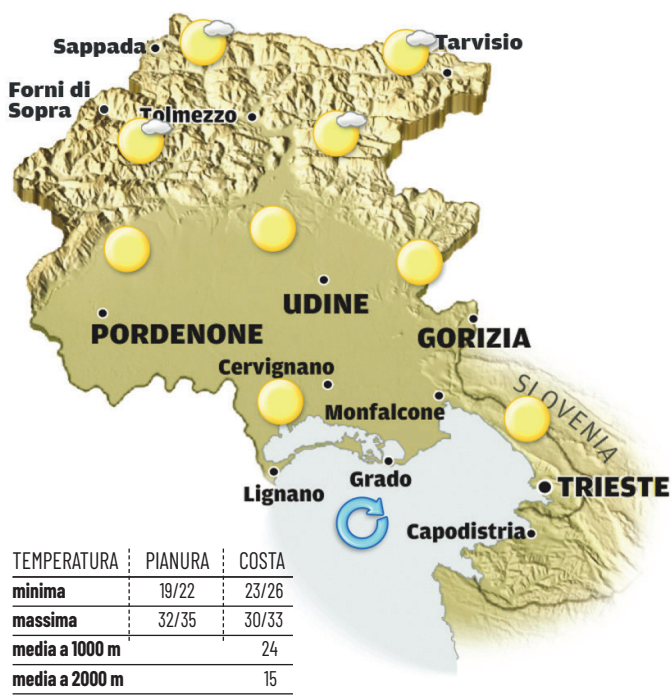 Sappada
Tarvisio
Forni di
Sopra
Tolmezzo
UDINE
PORDENONE
GORIZIA
Cervignano
SLOVENIA
Monfalcone
Grado
Lignano
TRIESTE
Capodistria
TEMPERATURA PIANURA COSTA
minima 19/22 23/26
massima 32/35 30/33
media a 1000 m 24
media a 2000 m 15